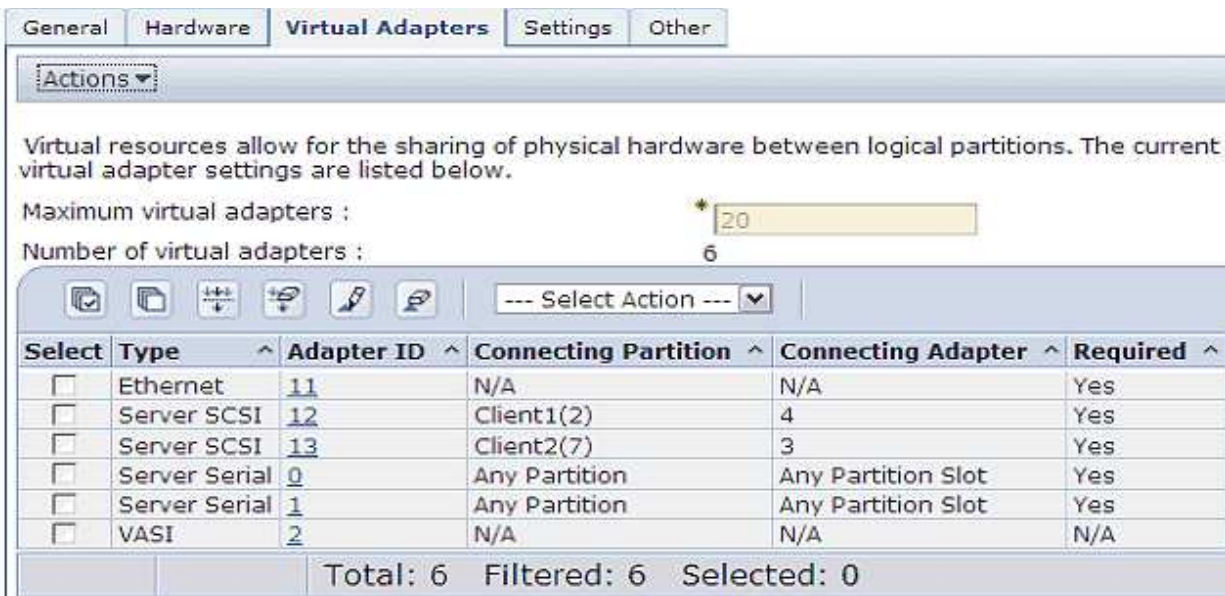 General Hardware Virtual Adapters Settings Other
Actions
Virtual resources allow for the sharing of physical hardware between logical partitions. The current
virtual adapter settings are listed below.
Maximum virtual adapters : * 20
Number of virtual adapters : 6
--- Select Action ---
Select Type ^ Adapter ID ^ Connecting Partition ^ Connecting Adapter ^ Required ^
Ethernet 11 N/A N/A Yes
Server SCSI 12 Client1(2) 4 Yes
Server SCSI 13 Client2(7) 3 Yes
Server Serial 0 Any Partition Any Partition Slot Yes
Server Serial 1 Any Partition Any Partition Slot Yes
VASI 2 N/A N/A N/A
Total: 6 Filtered: 6 Selected: 0